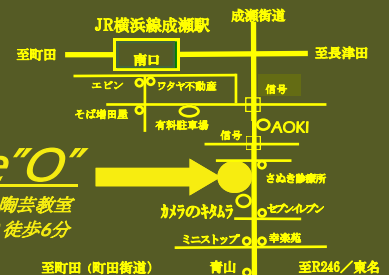 成瀬街道
JR横浜線成瀬駅
至町田
南口
至長津田
エピン
ワタヤ不動産
信号
そば増田屋
有料駐車場
AOKI
信号
e"O"
さぬき診療所
陶芸教室
カメラのキタムラ
セブンイレブン
徒歩6分
ミニストップ
幸楽苑
至町田 (町田街道)
青山
至R246/東名